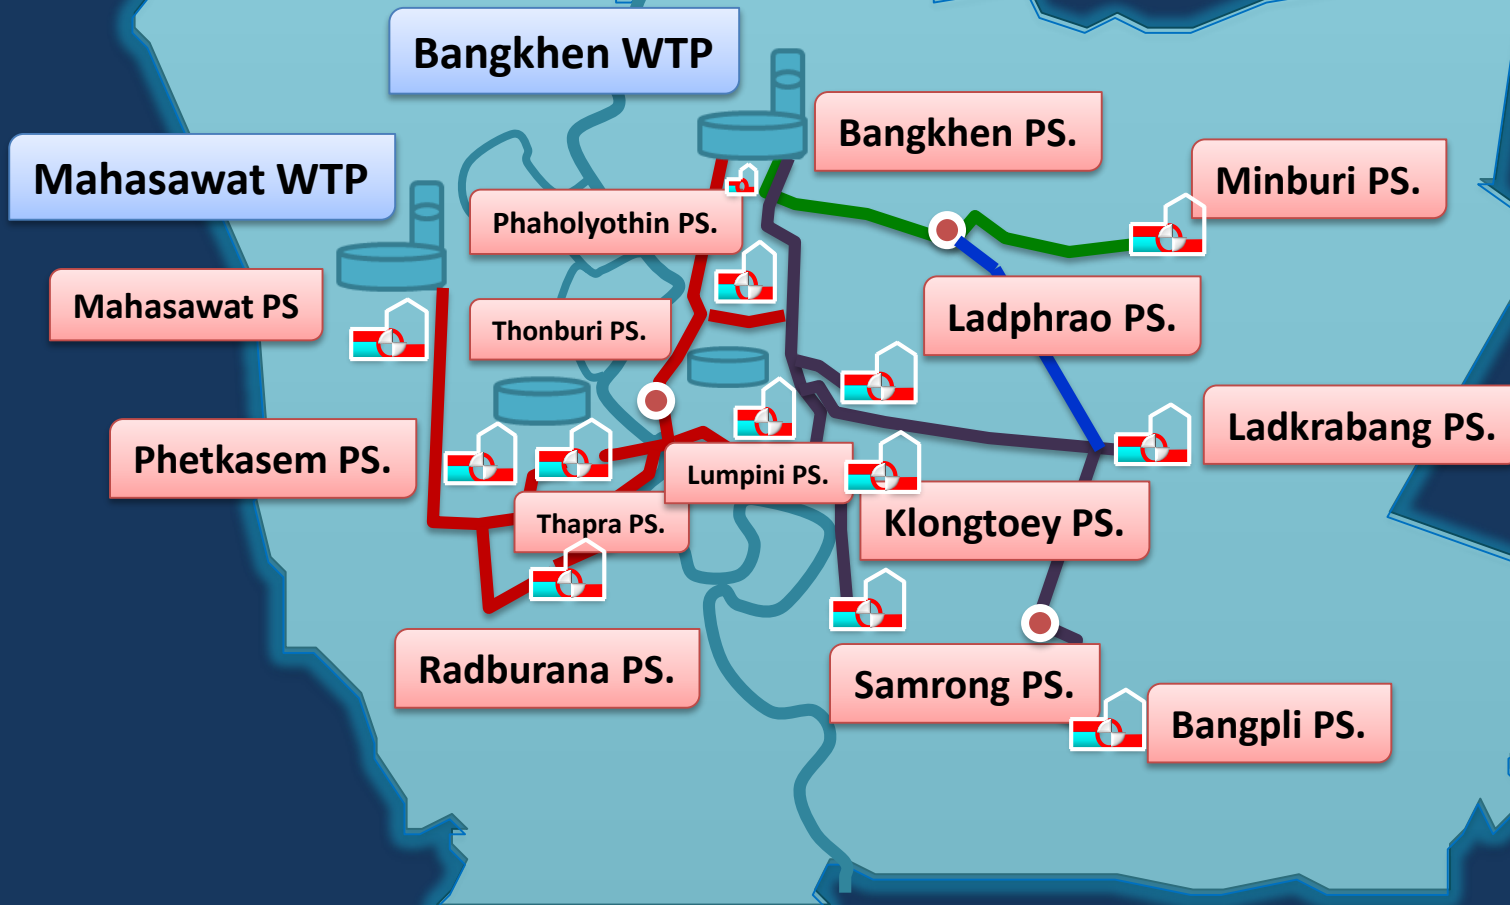 Bangkhen WTP
Bangkhen PS.
Mahasawat WTP
Minburi PS.
Phaholyothin PS.
Mahasawat PS
Thonburi PS.
Ladphrao PS.
Phetkasem PS.
Ladkrabang PS.
Lumpini PS.
Thapra PS.
Klongtoey PS.
Radburana PS.
Samrong PS.
Bangpli PS.